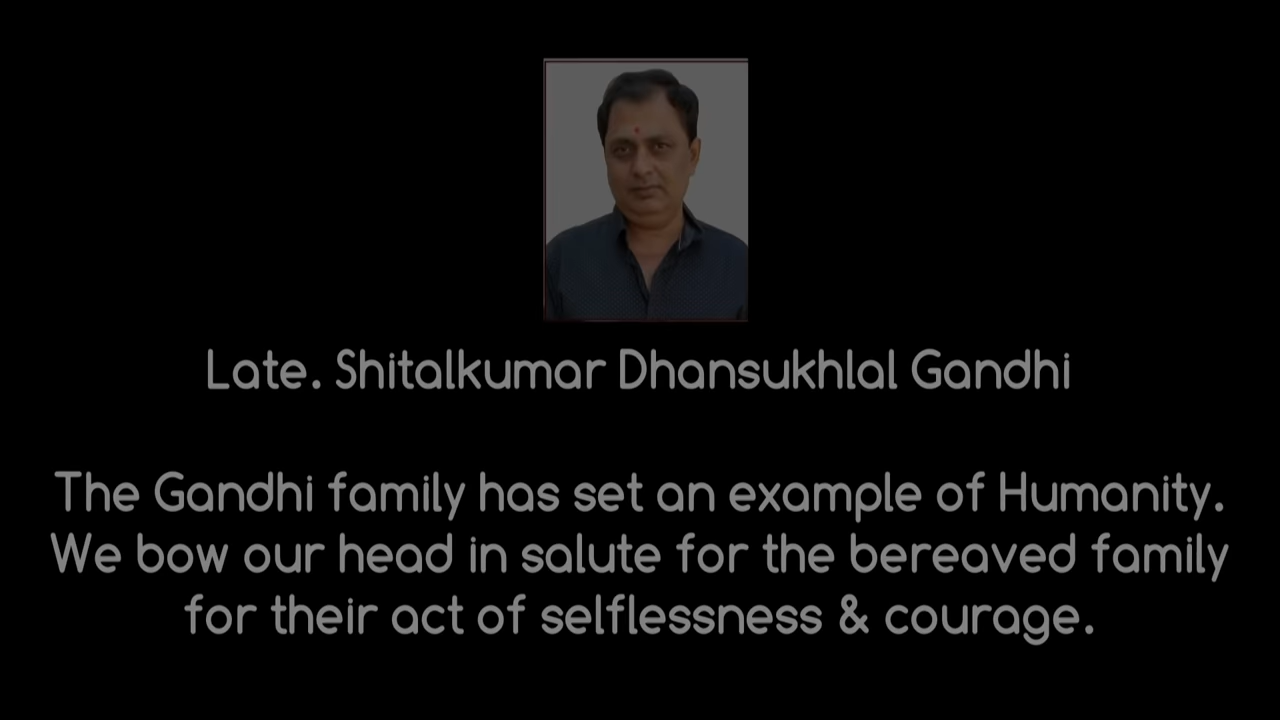 Late. Shitalkumar Dhansukhlal Gandhi
The Gandhi family has set an example of Humanity.
We bow our head in salute for the bereaved family
for their act of selflessness & courage.